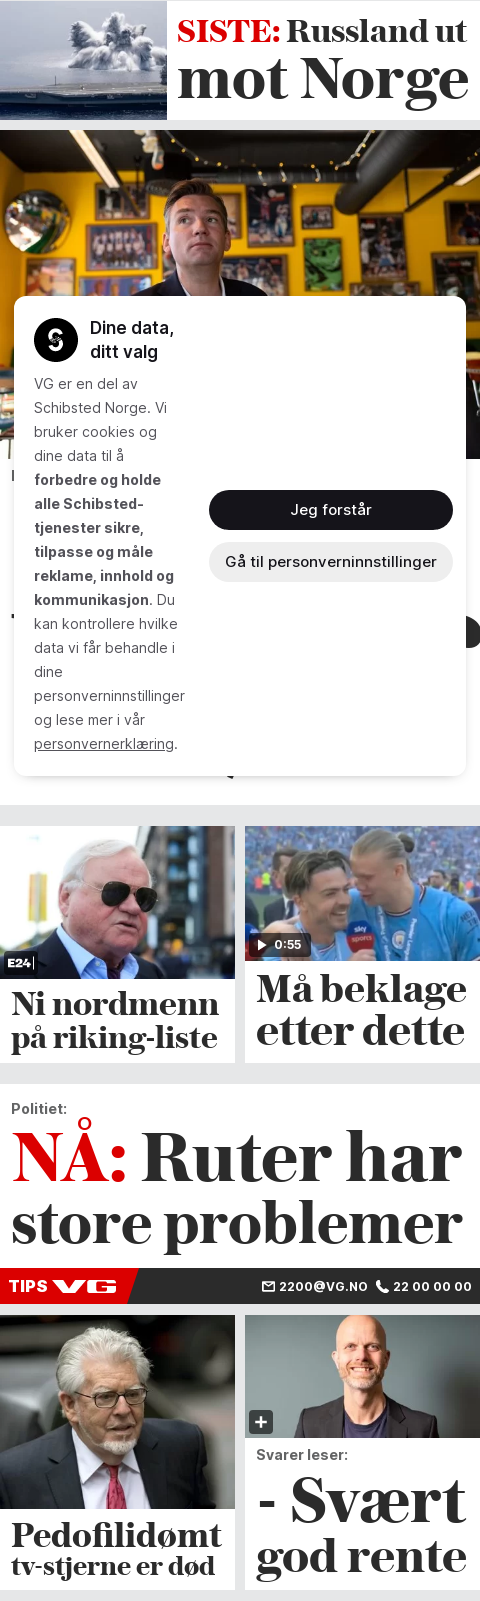 SISTE: Russland ut
mot Norge
Dine data,
ditt valg
VG er en del av
Schibsted Norge. Vi
bruker cookies og
dine data til å
forbedre og holde
alle Schibsted-
tjenester sikre,
tilpasse og måle
reklame, innhold og
kommunikasjon. Du
kan kontrollere hvilke
data vi får behandle i
dine
personverninnstillinger
og lese mer i vår
personvernerklæring.
Jeg forstår
Gå til personverninnstillinger
E24
Ni nordmenn
på riking-liste
sky
sports
0:55
Må beklage
etter dette
Politiet:
NÅ: Ruter har
store problemer
TIPS VG 2200@VG.NO 22 00 00 00
Pedofilidømt
tv-stjerne er død
Svarer leser:
- Svært
god rente